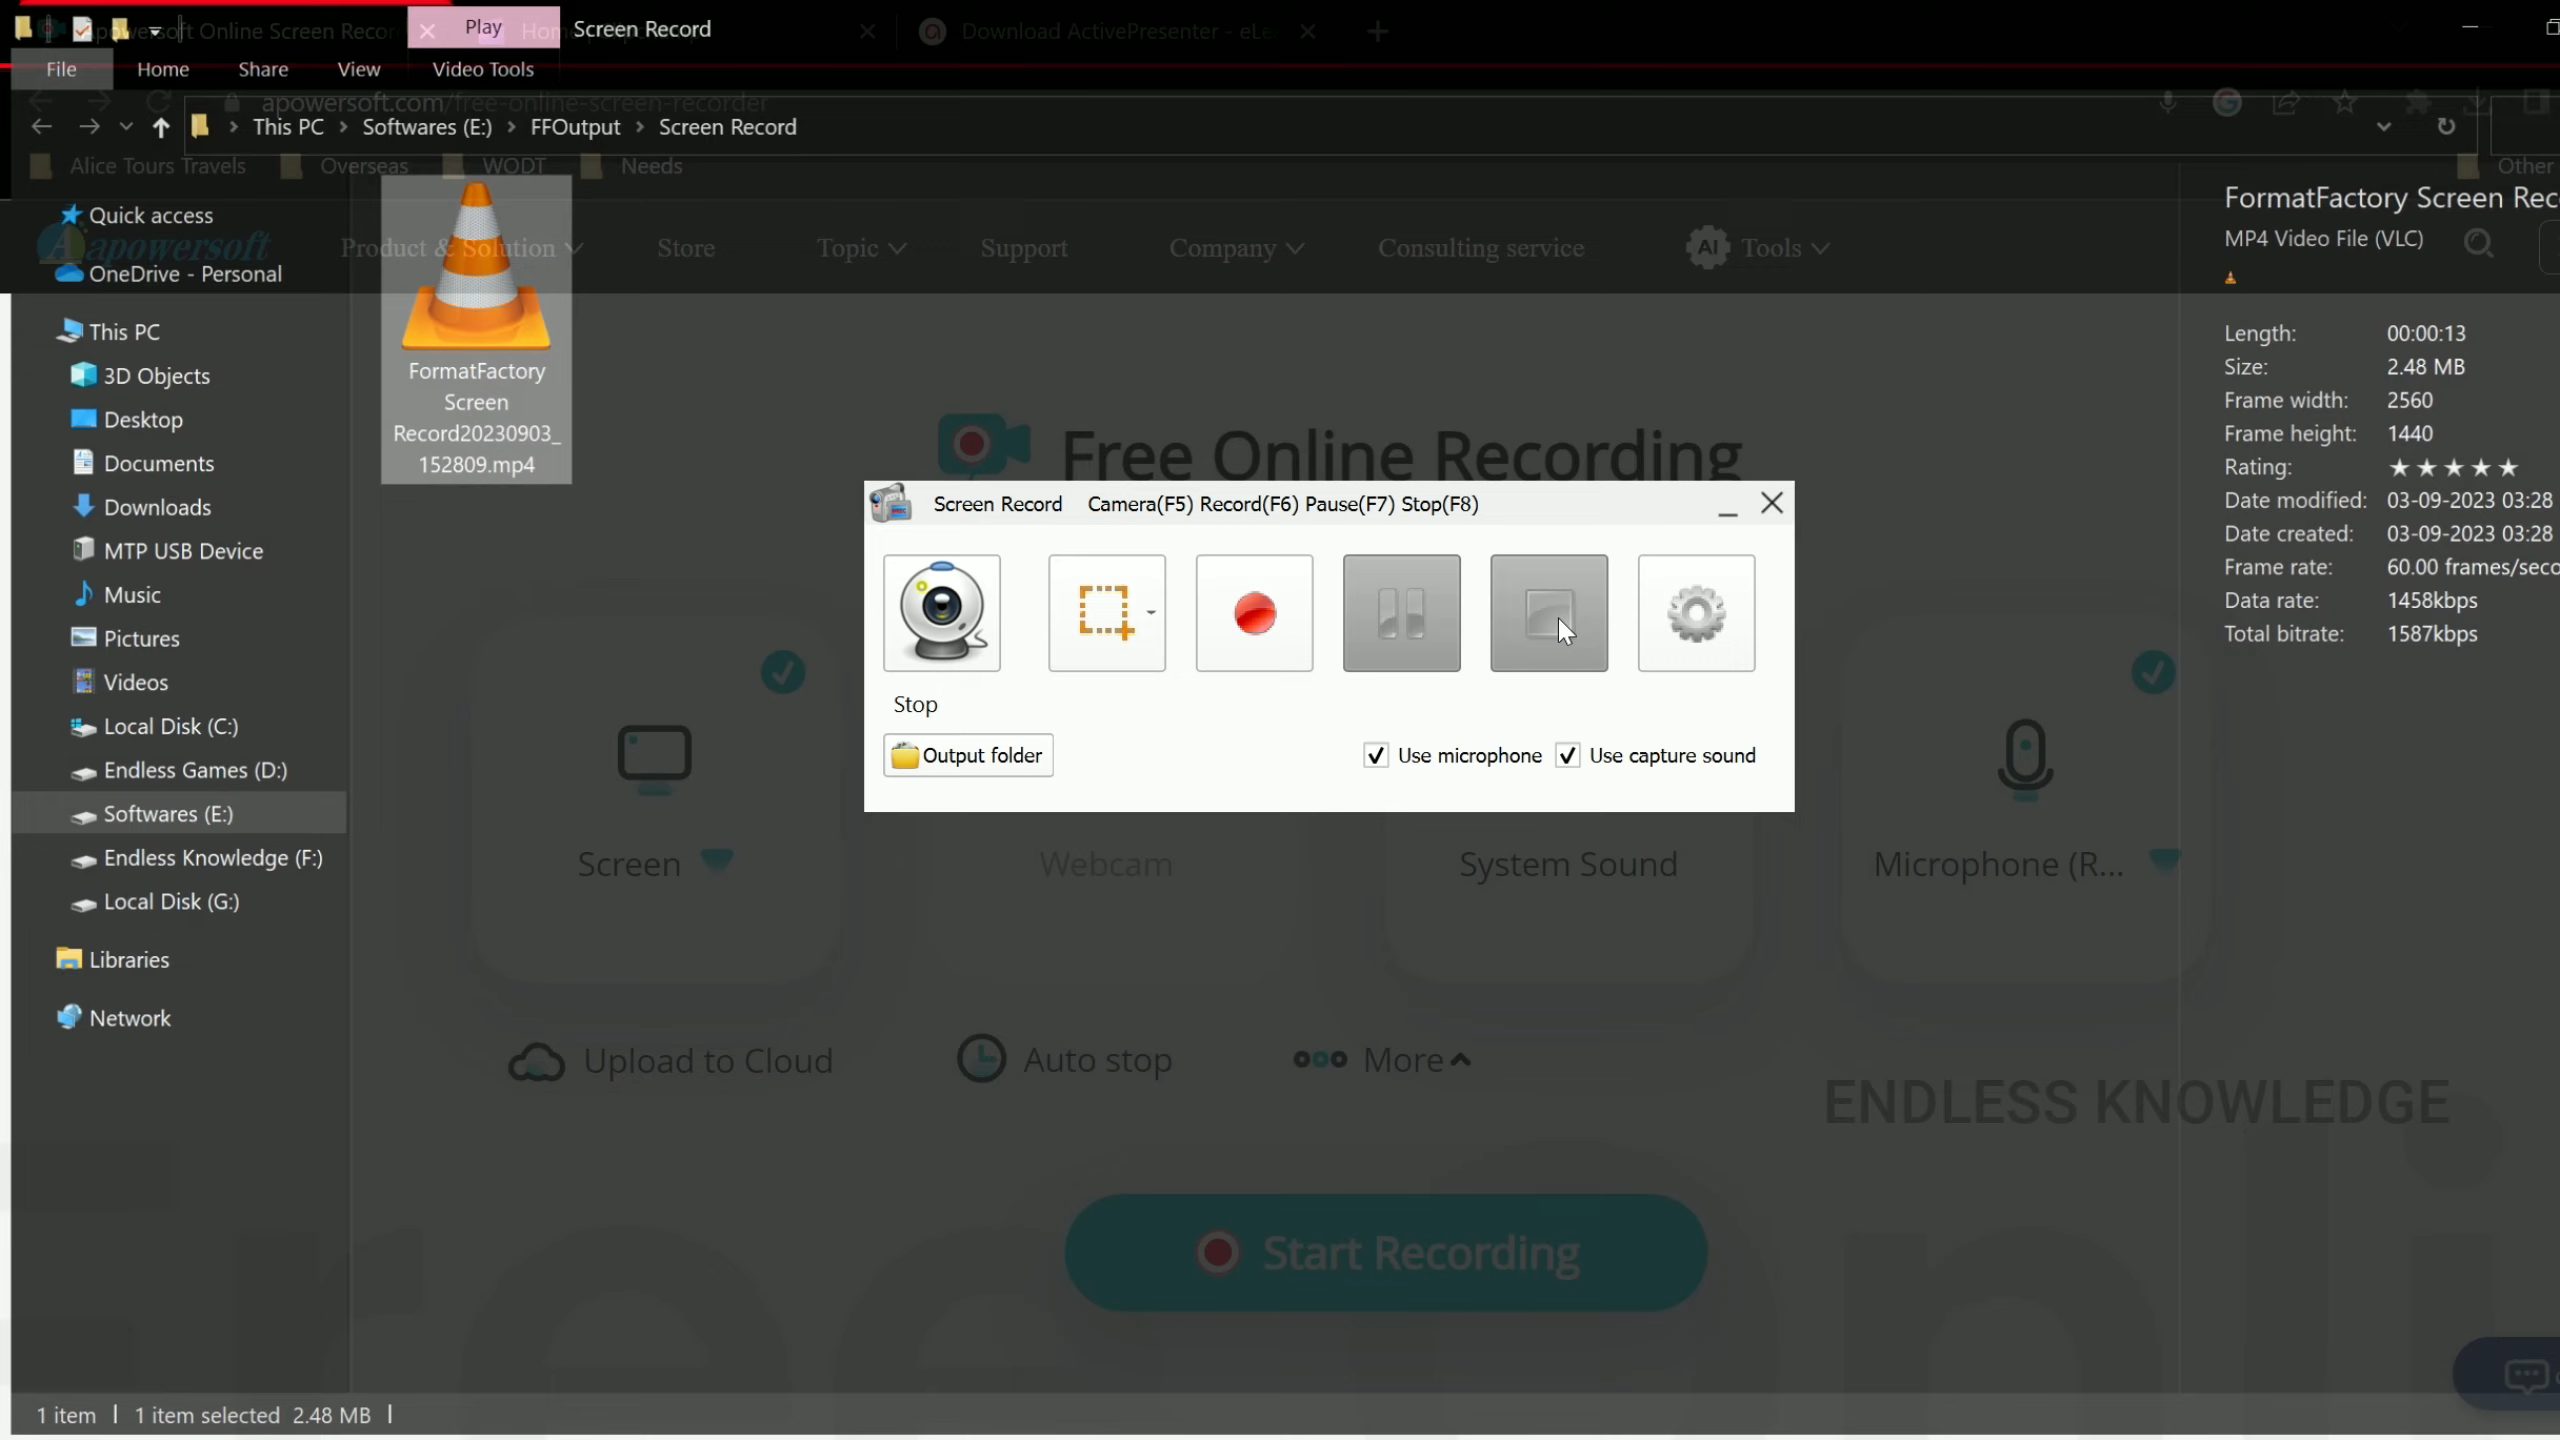 Play
Screen Record
Download ActivePresenter - eLe
File
Home
Share
View
Video Tools
apowersoft.com/free-online-screen-recorder
This PC > Softwares (E:) > FFOutput > Screen Record
Alice Tours Travels
Overseas
WODT
Needs
Other
Quick access
OneDrive - Personal
This PC
3D Objects
Desktop
Documents
Downloads
MTP USB Device
Music
Pictures
Videos
Local Disk (C:)
Endless Games (D:)
Softwares (E:)
Endless Knowledge (F:)
Local Disk (G:)
Libraries
Network
apowersoft
Product & Solution
Store
Topic
Support
Company
Consulting service
AI
Tools
FormatFactory
Screen
Record20230903_
152809.mp4
Free Online Recording
Screen Record Camera(F5) Record(F6) Pause(F7) Stop(F8)
Stop
Output folder
Use microphone
Use capture sound
Screen
Webcam
System Sound
Microphone (R...
Upload to Cloud
Auto stop
More
ENDLESS KNOWLEDGE
Start Recording
FormatFactory Screen Rec
MP4 Video File (VLC)
Length: 00:00:13
Size: 2.48 MB
Frame width: 2560
Frame height: 1440
Rating:
Date modified: 03-09-2023 03:28
Date created: 03-09-2023 03:28
Frame rate: 60.00 frames/seco
Data rate: 1458kbps
Total bitrate: 1587kbps
1 item
1 item selected 2.48 MB